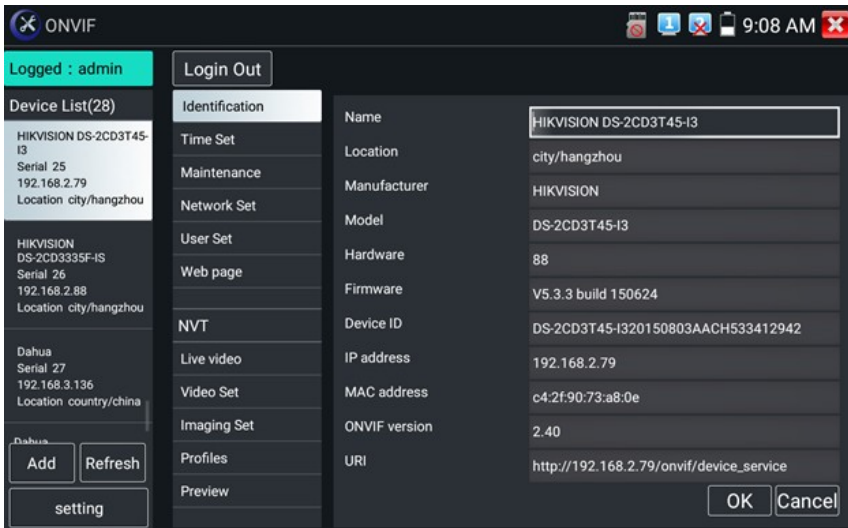 ONVIF
1
9:08 AM
Logged : admin
Login Out
Device List(28)
HIKVISION DS-2CD3T45-
I3
Serial 25
192.168.2.79
Location city/hangzhou
HIKVISION
DS-2CD3335F-IS
Serial 26
192.168.2.88
Location city/hangzhou
Dahua
Serial 27
192.168.3.136
Location country/china
Dahua
Add
Refresh
setting
Identification
Time Set
Maintenance
Network Set
User Set
Web page
NVT
Live video
Video Set
Imaging Set
Profiles
Preview
Name
HIKVISION DS-2CD3T45-I3
Location
city/hangzhou
Manufacturer
HIKVISION
Model
DS-2CD3T45-I3
Hardware
88
Firmware
V5.3.3 build 150624
Device ID
DS-2CD3T45-I320150803AACH533412942
IP address
192.168.2.79
MAC address
c4:2f:90:73:a8:0e
ONVIF version
2.40
URI
http://192.168.2.79/onvif/device_service
OK
Cancel